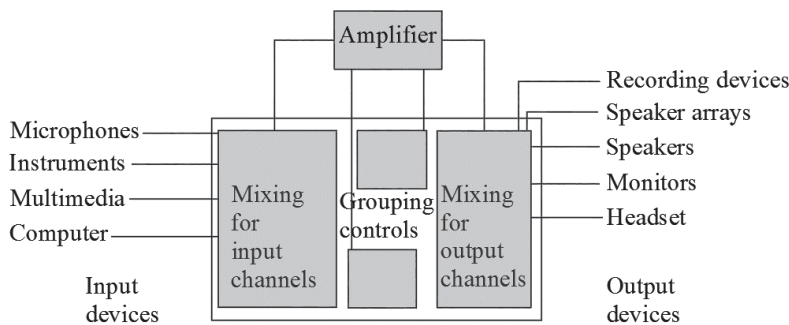 Amplifier
Recording devices
Speaker arrays
Microphones
Instruments
Multimedia
Computer
Mixing
for
input
channels
Grouping
controls
Mixing
for
output
channels
Speakers
Monitors
Headset
Input
devices
Output
devices